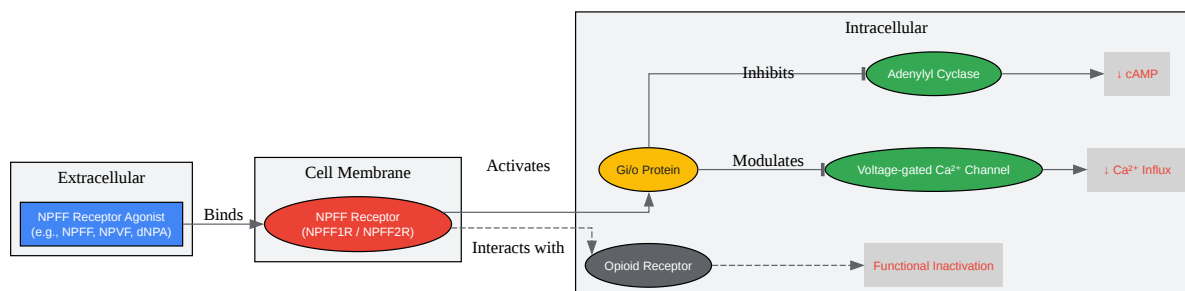 Extracellular
NPFF Receptor Agonist
(e.g., NPFF, NPVF, dNPA)
Binds
Cell Membrane
NPFF Receptor
(NPFF1R / NPFF2R)
Activates
Interacts with
Intracellular
Inhibits
Adenylyl Cyclase
↓ cAMP
Gi/o Protein
Modulates
Voltage-gated Ca²⁺ Channel
↓ Ca²⁺ Influx
Opioid Receptor
Functional Inactivation